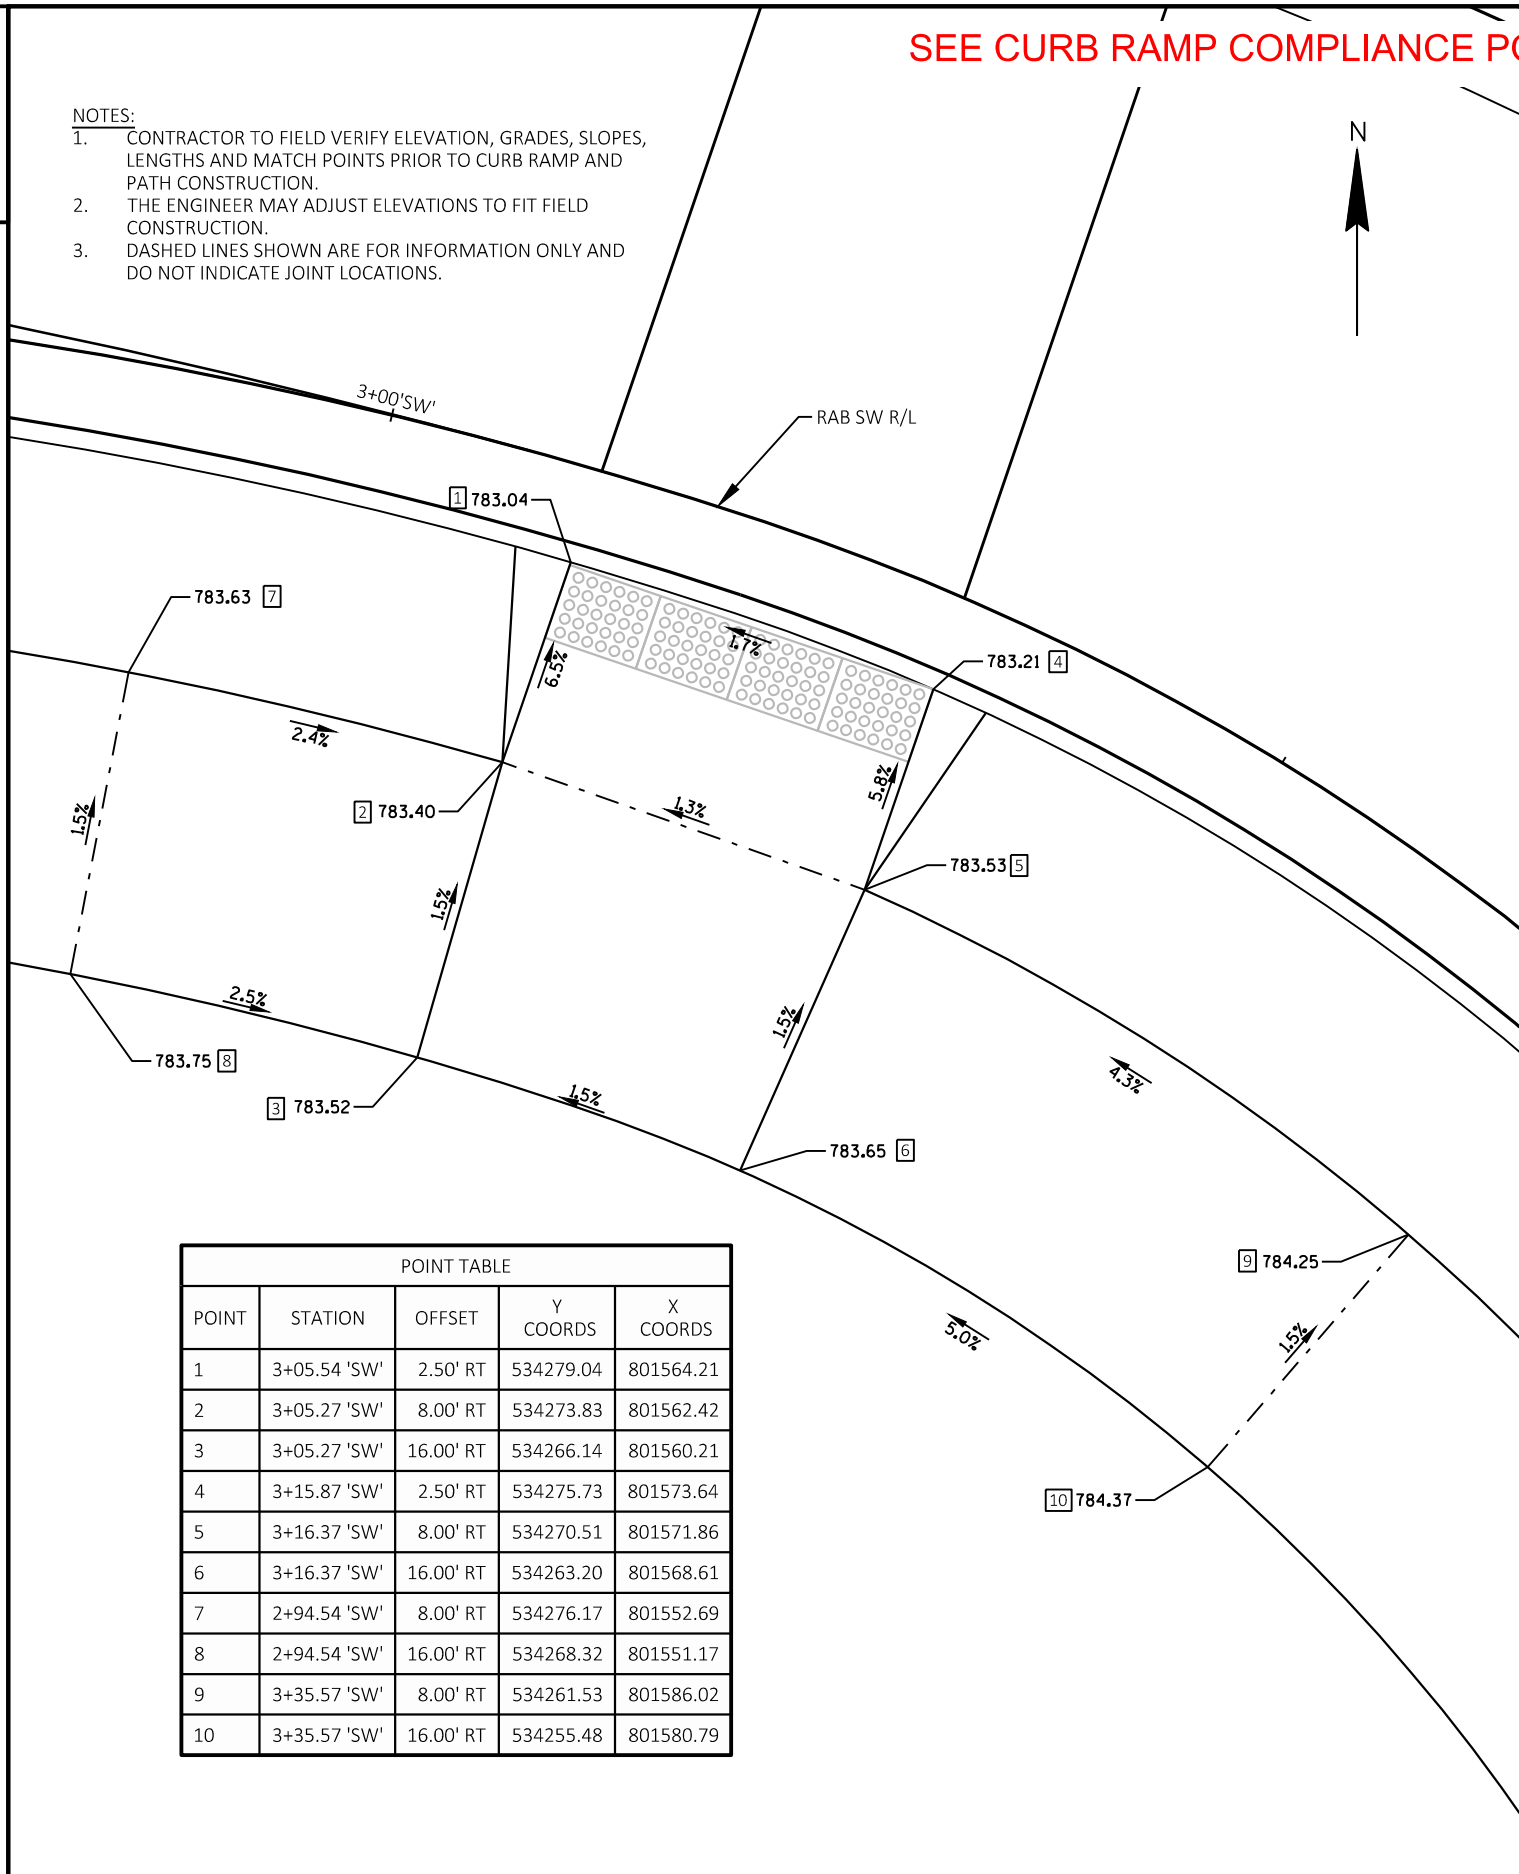 SEE CURB RAMP COMPLIANCE
N
NOTES:
1. CONTRACTOR TO FIELD VERIFY ELEVATION, GRADES, SLOPES,
LENGTHS AND MATCH POINTS PRIOR TO CURB RAMP AND
PATH CONSTRUCTION.
2. THE ENGINEER MAY ADJUST ELEVATIONS TO FIT FIELD
CONSTRUCTION.
3. DASHED LINES SHOWN ARE FOR INFORMATION ONLY AND
DO NOT INDICATE JOINT LOCATIONS.
3+00'SW'
RAB SW R/L
1 783.04
783.63 7
1.7%
6.5%
783.21 4
2.4%
5.8%
1.3%
2 783.40
1.5%
783.53 5
1.5%
2.5%
1.5%
783.75 8
4.3%
3 783.52
1.5%
783.65 6
9 784.25
5.0%
1.5%
10 784.37
POINT TABLE
POINT STATION OFFSET Y COORDS X COORDS
1 3+05.54 'SW' 2.50' RT 534279.04 801564.21
2 3+05.27 'SW' 8.00' RT 534273.83 801562.42
3 3+05.27 'SW' 16.00' RT 534266.14 801560.21
4 3+15.87 'SW' 2.50' RT 534275.73 801573.64
5 3+16.37 'SW' 8.00' RT 534270.51 801571.86
6 3+16.37 'SW' 16.00' RT 534263.20 801568.61
7 2+94.54 'SW' 8.00' RT 534276.17 801552.69
8 2+94.54 'SW' 16.00' RT 534268.32 801551.17
9 3+35.57 'SW' 8.00' RT 534261.53 801586.02
10 3+35.57 'SW' 16.00' RT 534255.48 801580.79